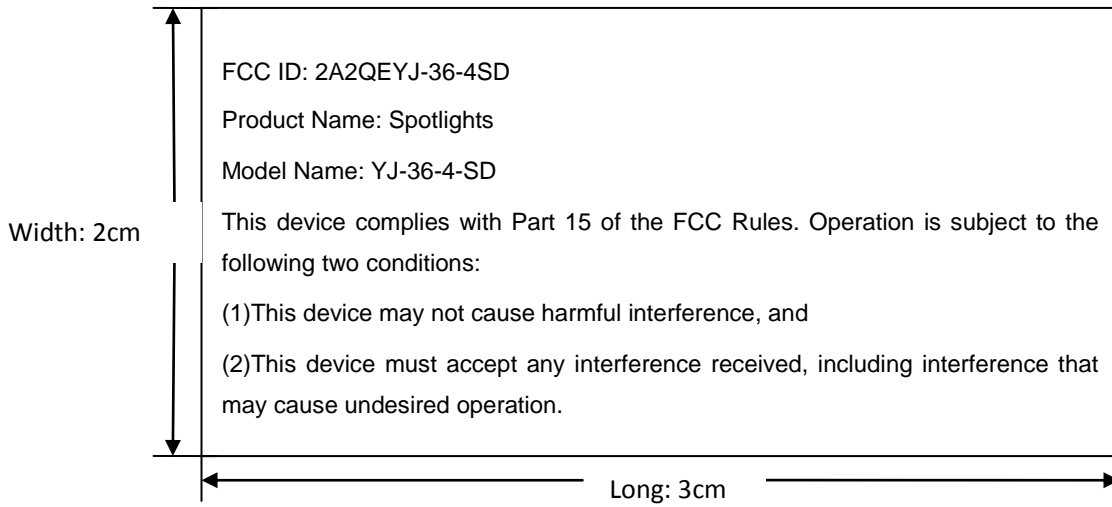 FCC ID: 2A2QEYJ-36-4SD
Product Name: Spotlights
Model Name: YJ-36-4-SD
This device complies with Part 15 of the FCC Rules. Operation is subject to the
following two conditions:
(1)This device may not cause harmful interference, and
(2)This device must accept any interference received, including interference that
may cause undesired operation.
Width: 2cm
Long: 3cm